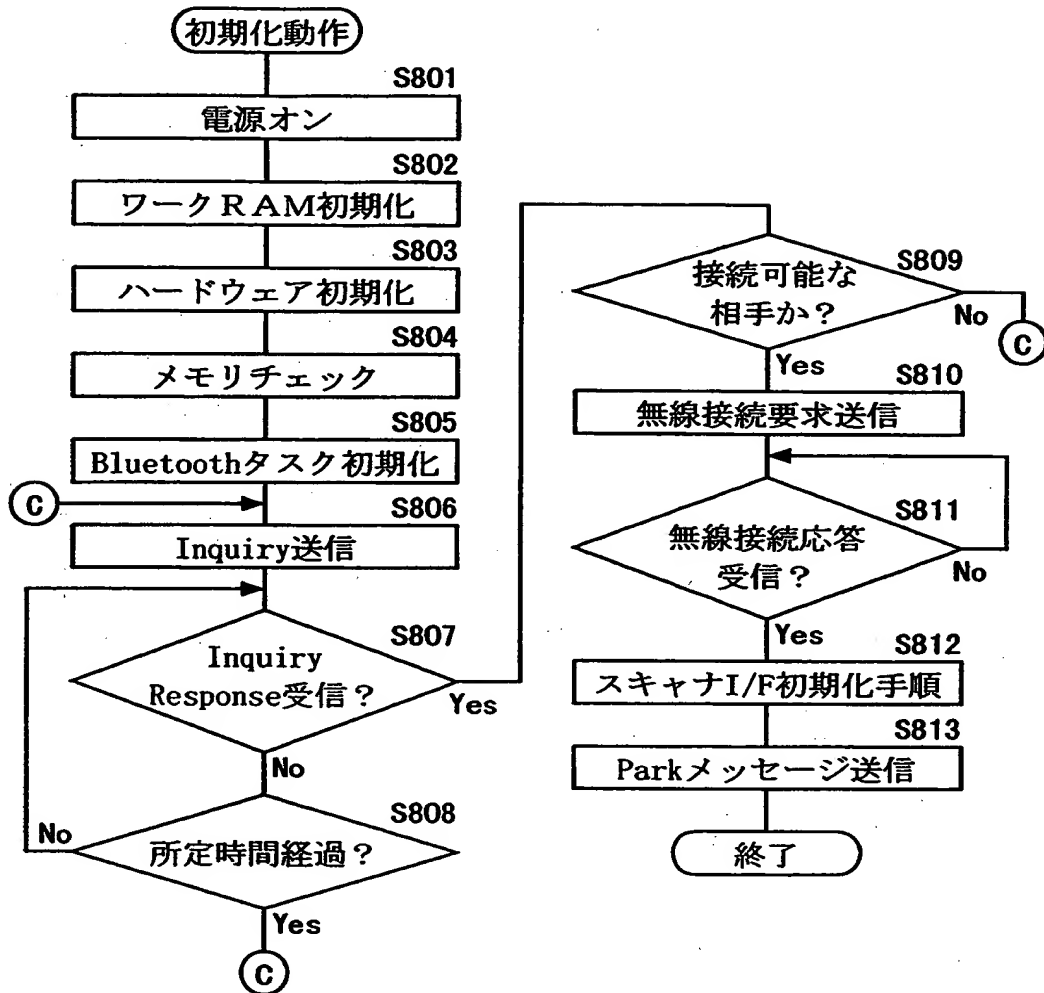 初期化動作
S801
電源オン
S802
ワークRAM初期化
S803
ハードウェア初期化
S804
メモリチェック
S805
Bluetoothタスク初期化
C
S806
Inquiry送信
S807
Inquiry
Response受信？
Yes
No
S808
No
所定時間経過？
Yes
C
S809
接続可能な
相手か？
No
C
Yes
S810
無線接続要求送信
S811
無線接続応答
受信？
No
Yes
S812
スキャナI/F初期化手順
S813
Parkメッセージ送信
終了